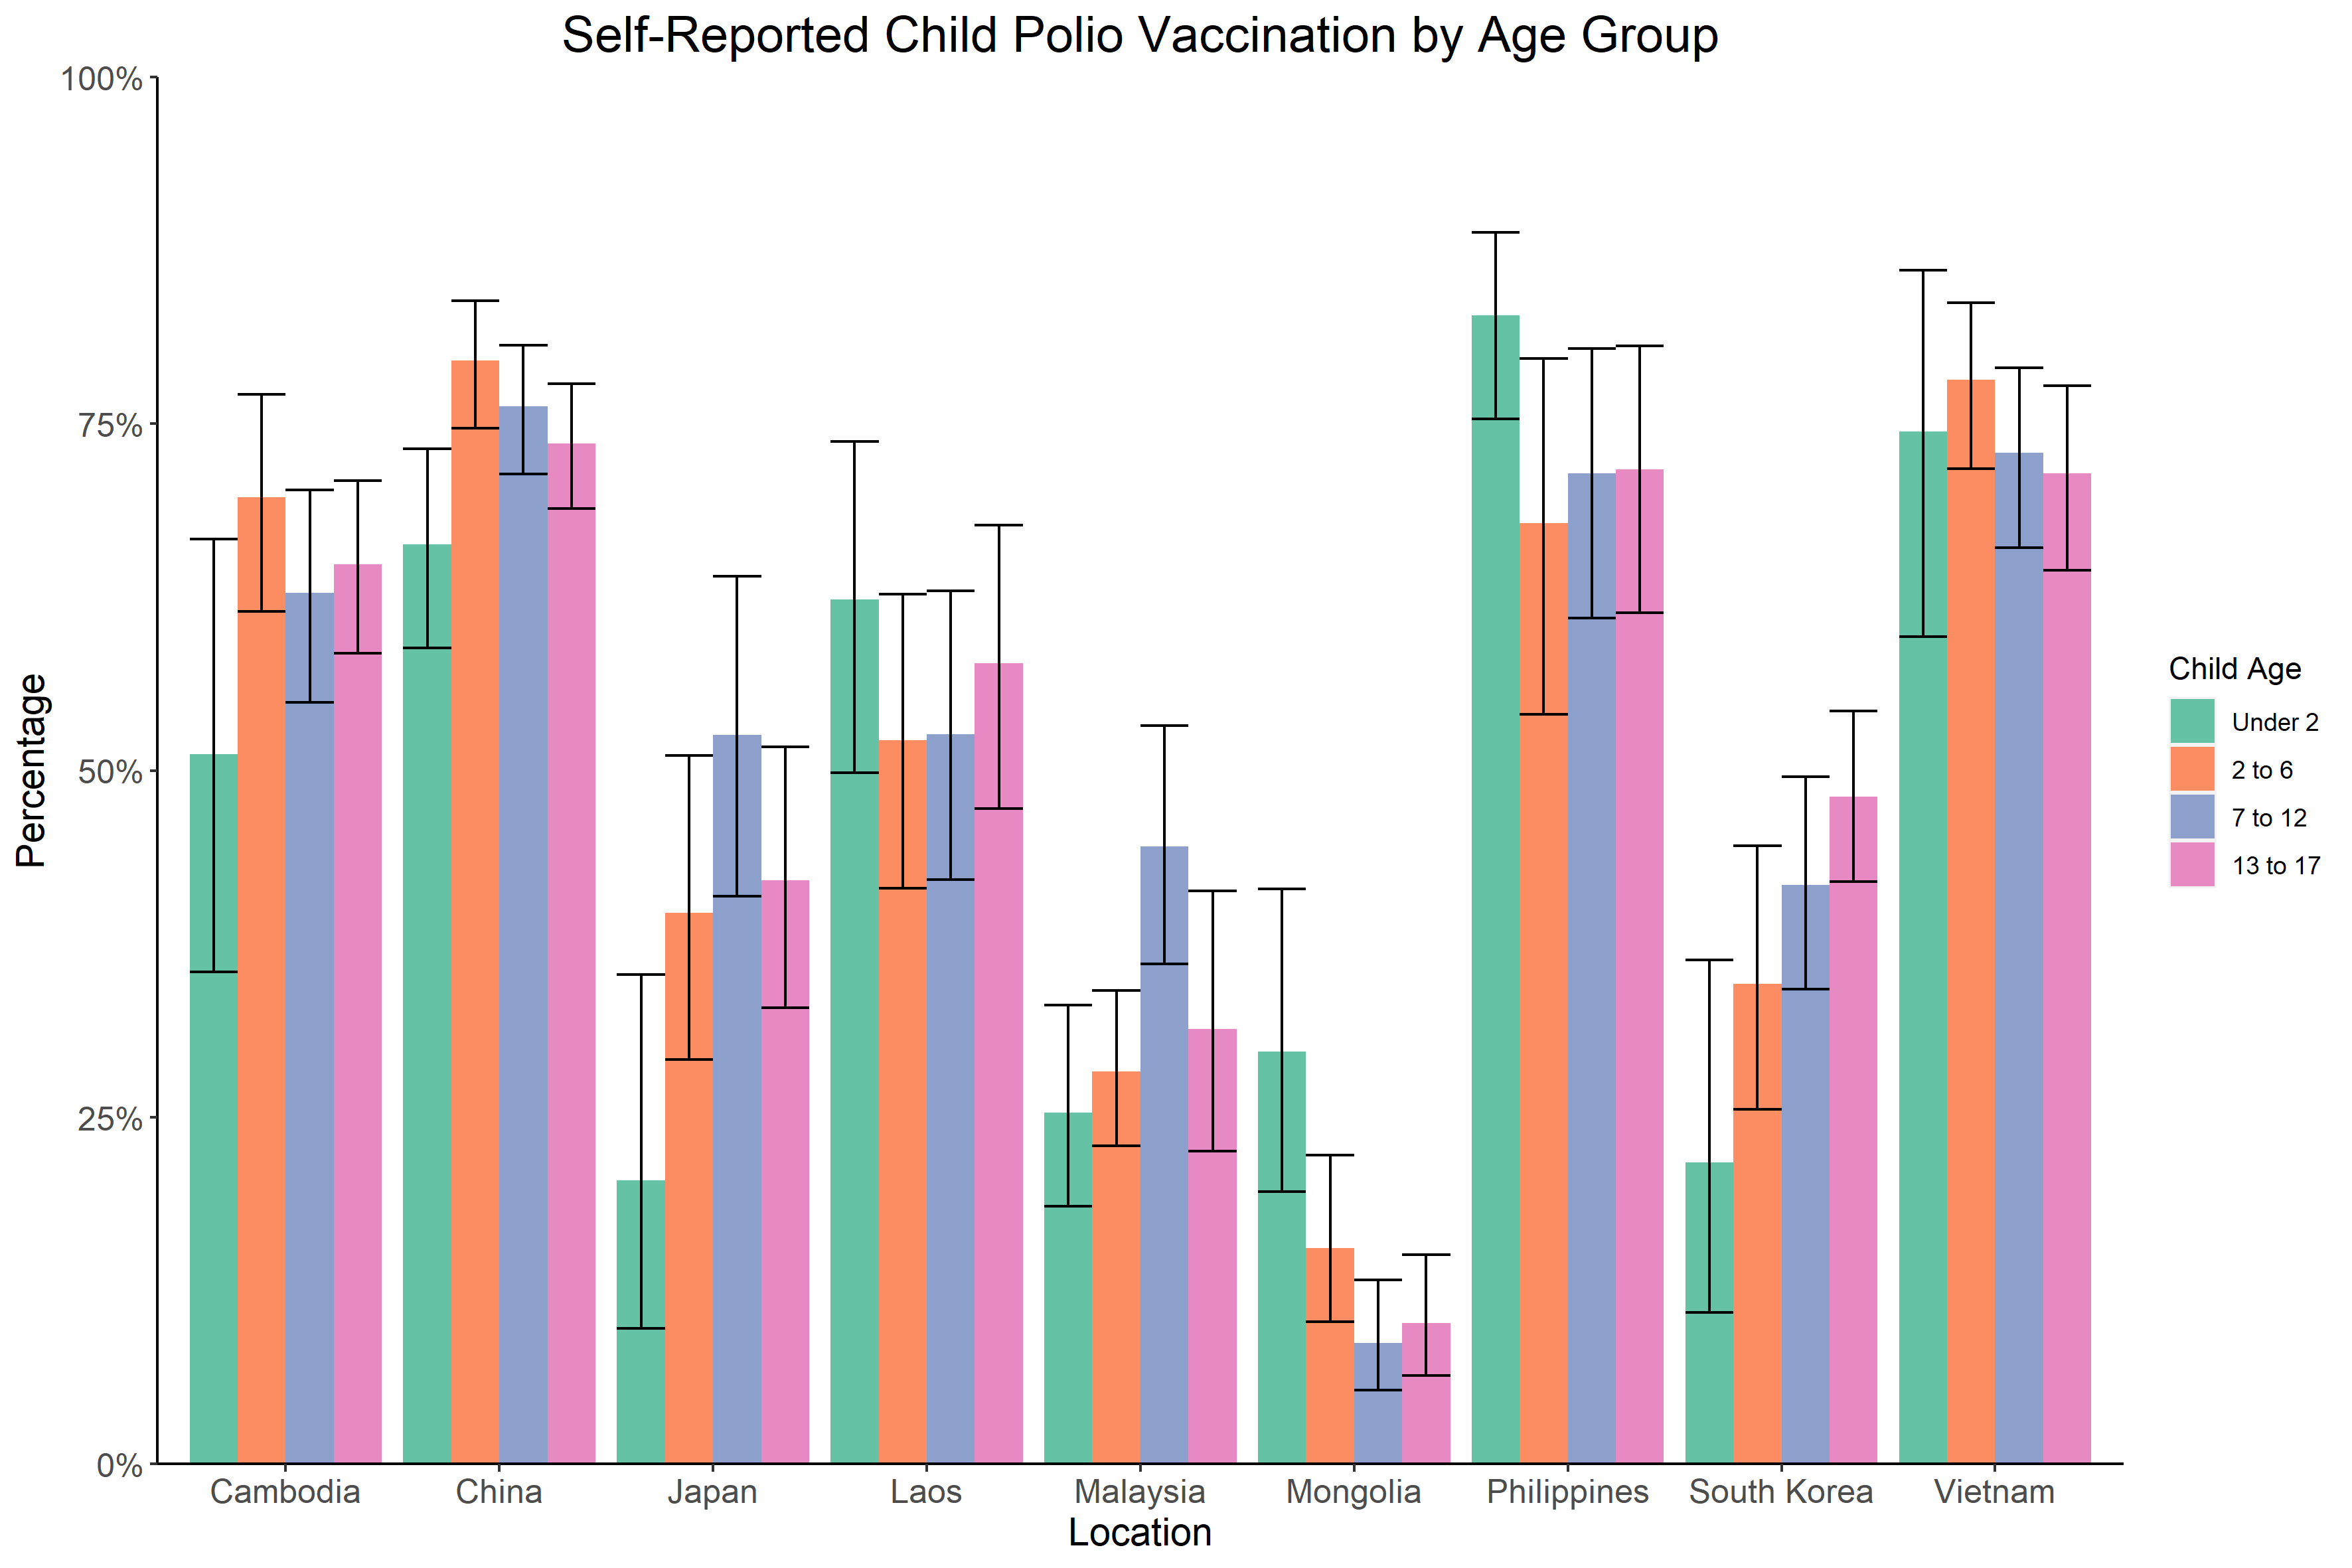 Self-Reported Child Polio Vaccination by Age Group
100%
75%
50%
25%
0%
Percentage
Cambodia China Japan Laos Malaysia Mongolia Philippines South Korea Vietnam
Location
Child Age
Under 2
2 to 6
7 to 12
13 to 17